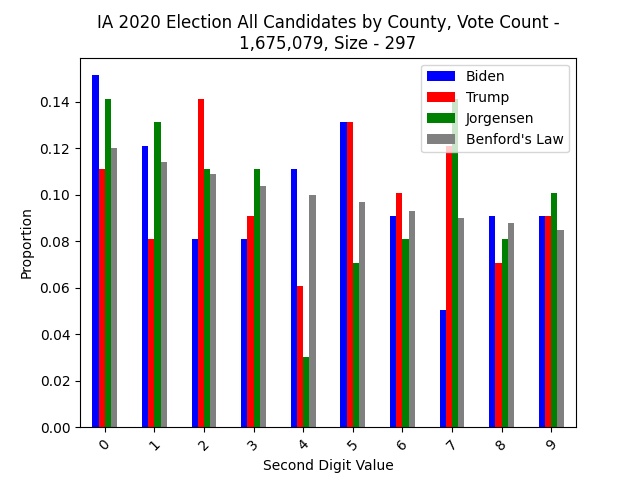 IA 2020 Election All Candidates by County, Vote Count -
1,675,079, Size - 297
Biden
Trump
Jorgensen
Benford's Law
Proportion
0.14
0.12
0.10
0.08
0.06
0.04
0.02
0.00
0 1 2 3 4 5 6 7 8 9
Second Digit Value